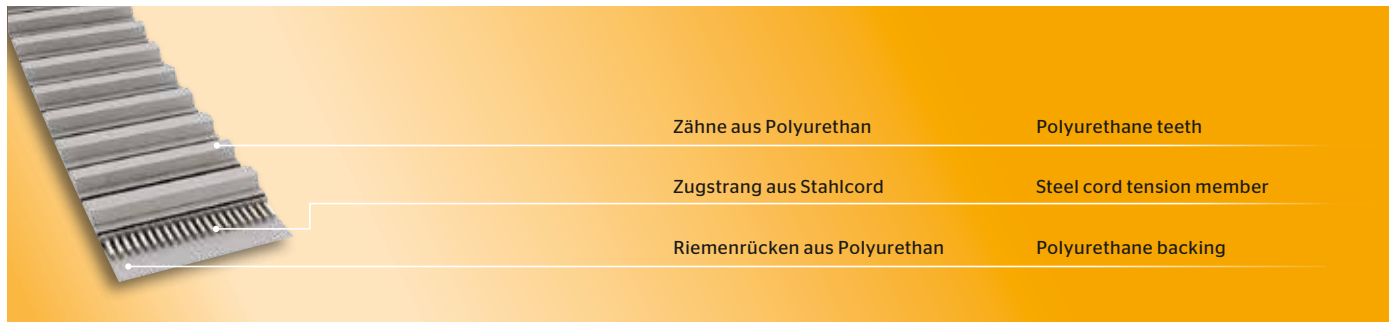 Zähne aus Polyurethan Polyurethane teeth
Zugstrang aus Stahlcord Steel cord tension member
Riemenrücken aus Polyurethan Polyurethane backing